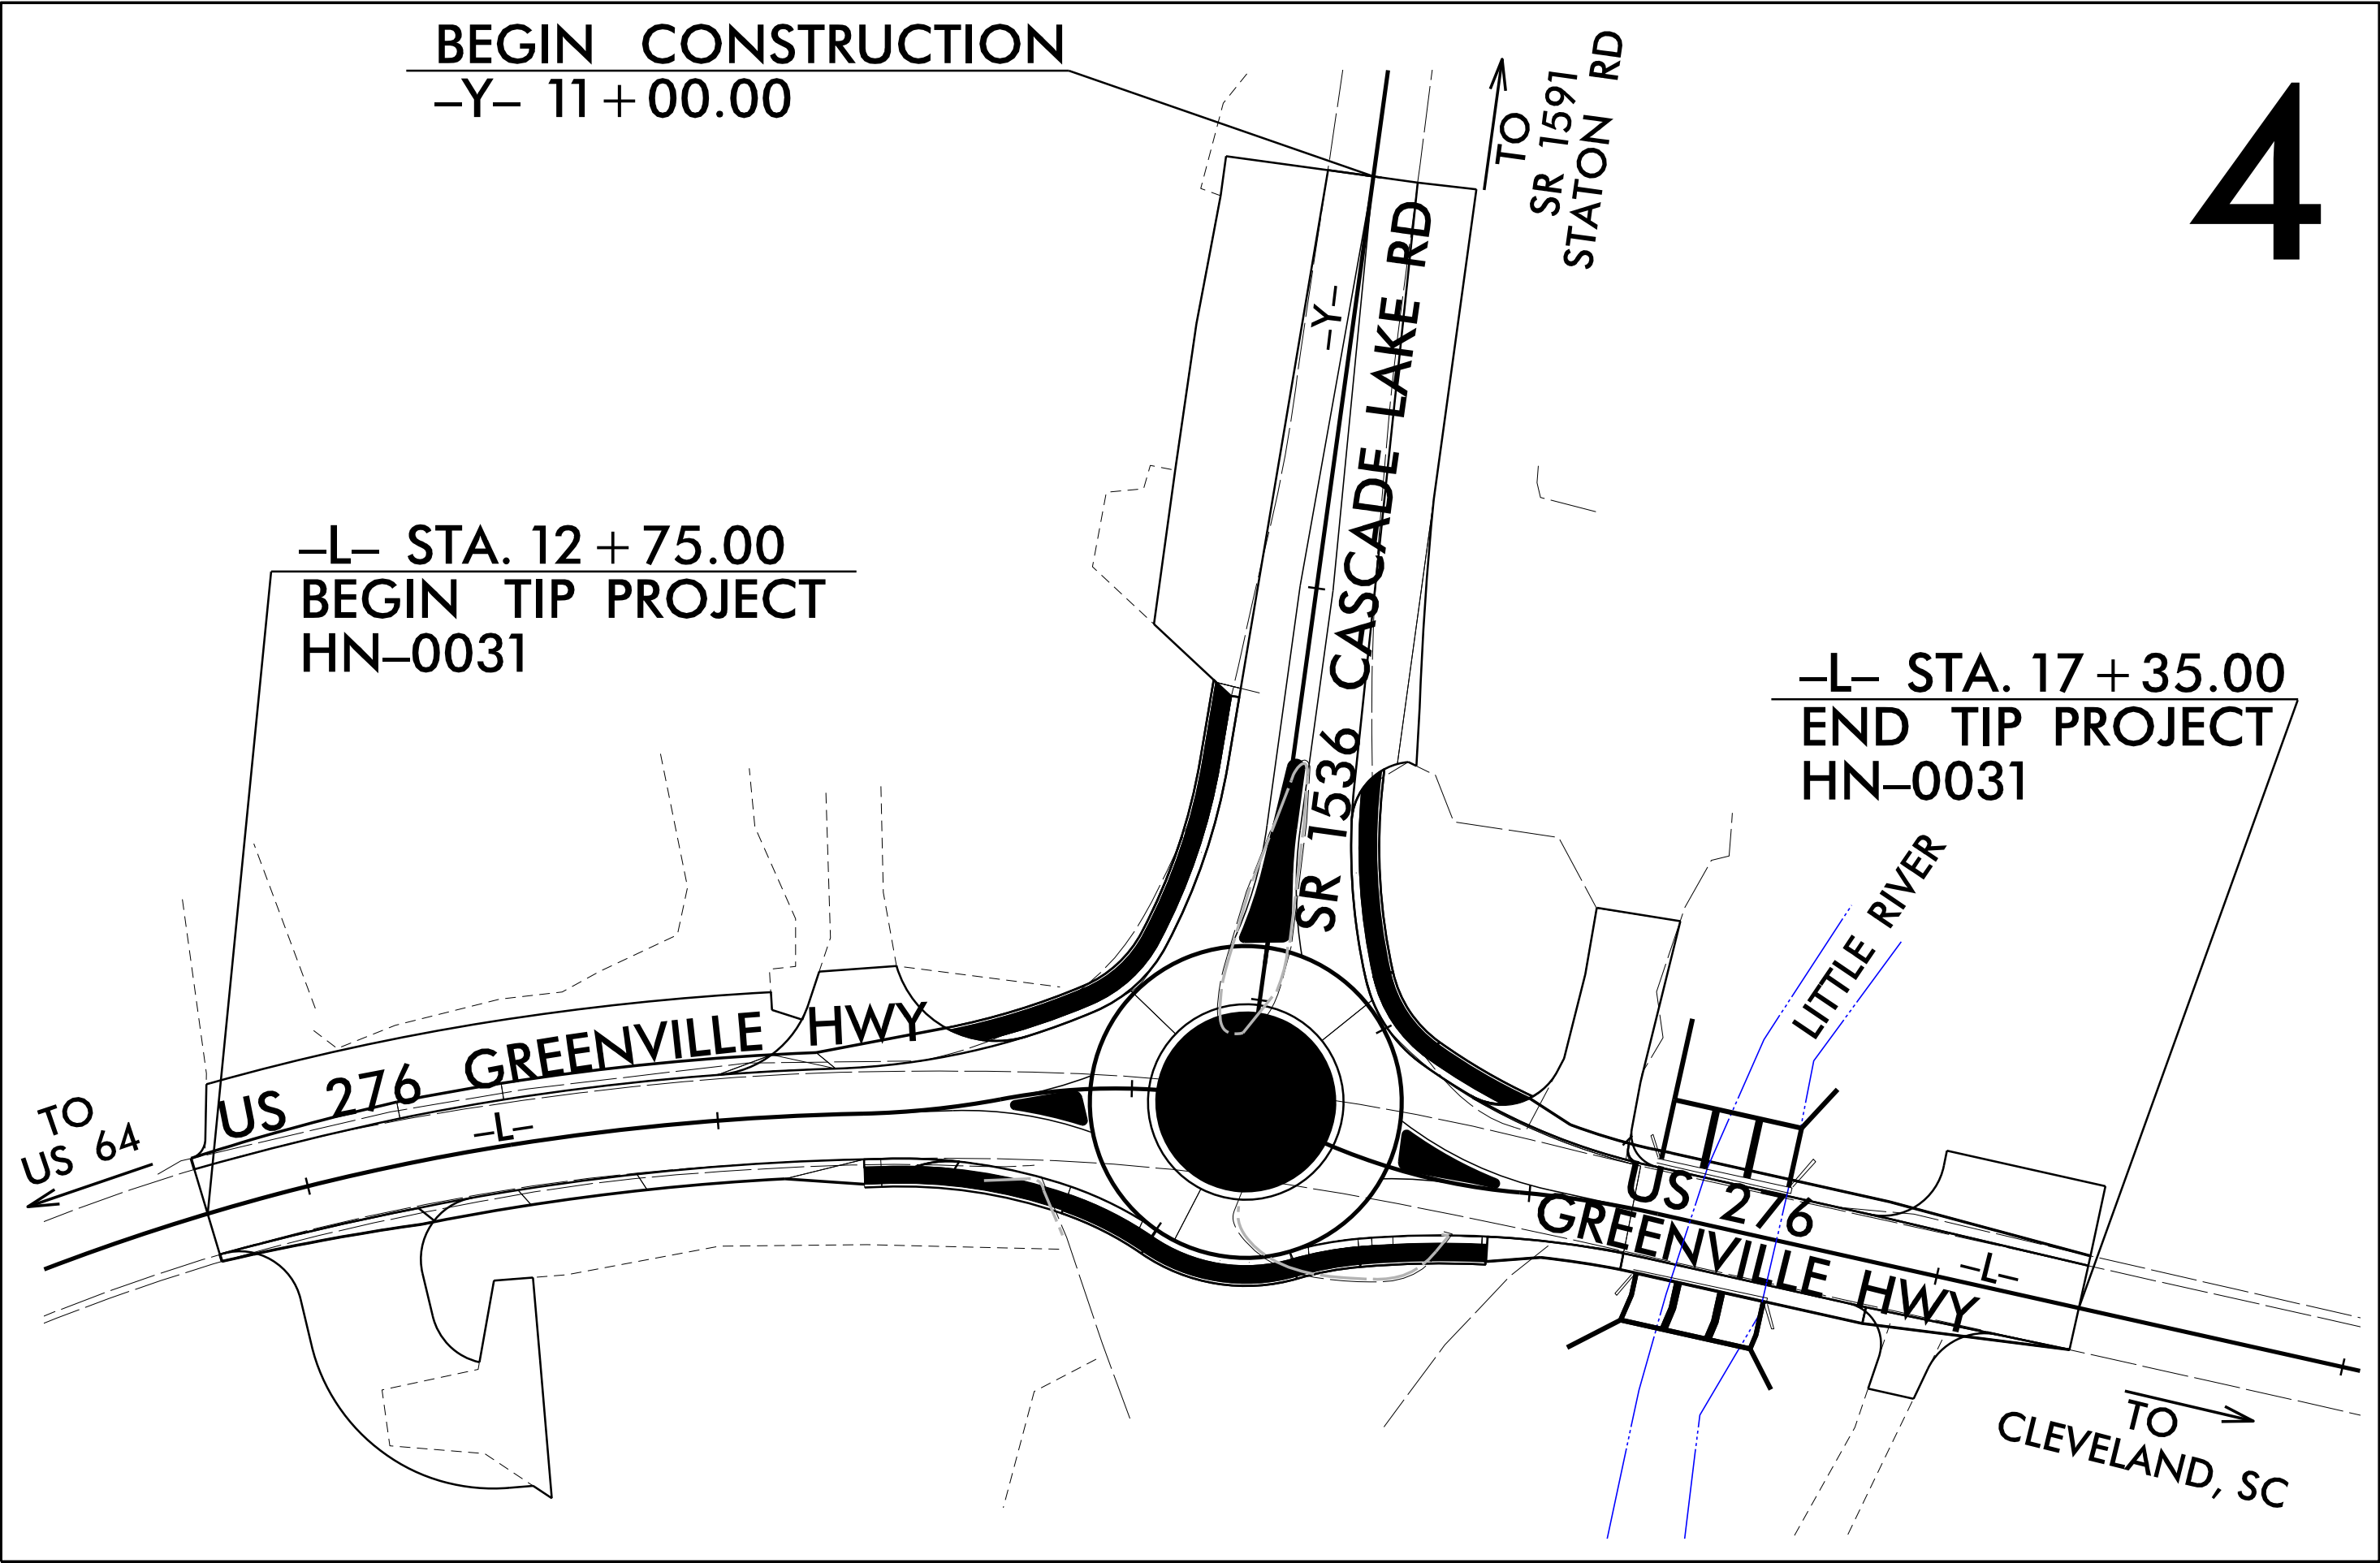 BEGIN CONSTRUCTION
–Y– 11+00.00
TO
SR 1591
STATON RD
4
–Y–
SR 1536 CASCADE LAKE RD
–L– STA. 12+75.00
BEGIN TIP PROJECT
HN–0031
–L– STA. 17+35.00
END TIP PROJECT
HN–0031
LITTLE RIVER
US 276 GREENVILLE HWY
TO
US 64
–L–
US 276
GREENVILLE HWY
–L–
TO
CLEVELAND, SC